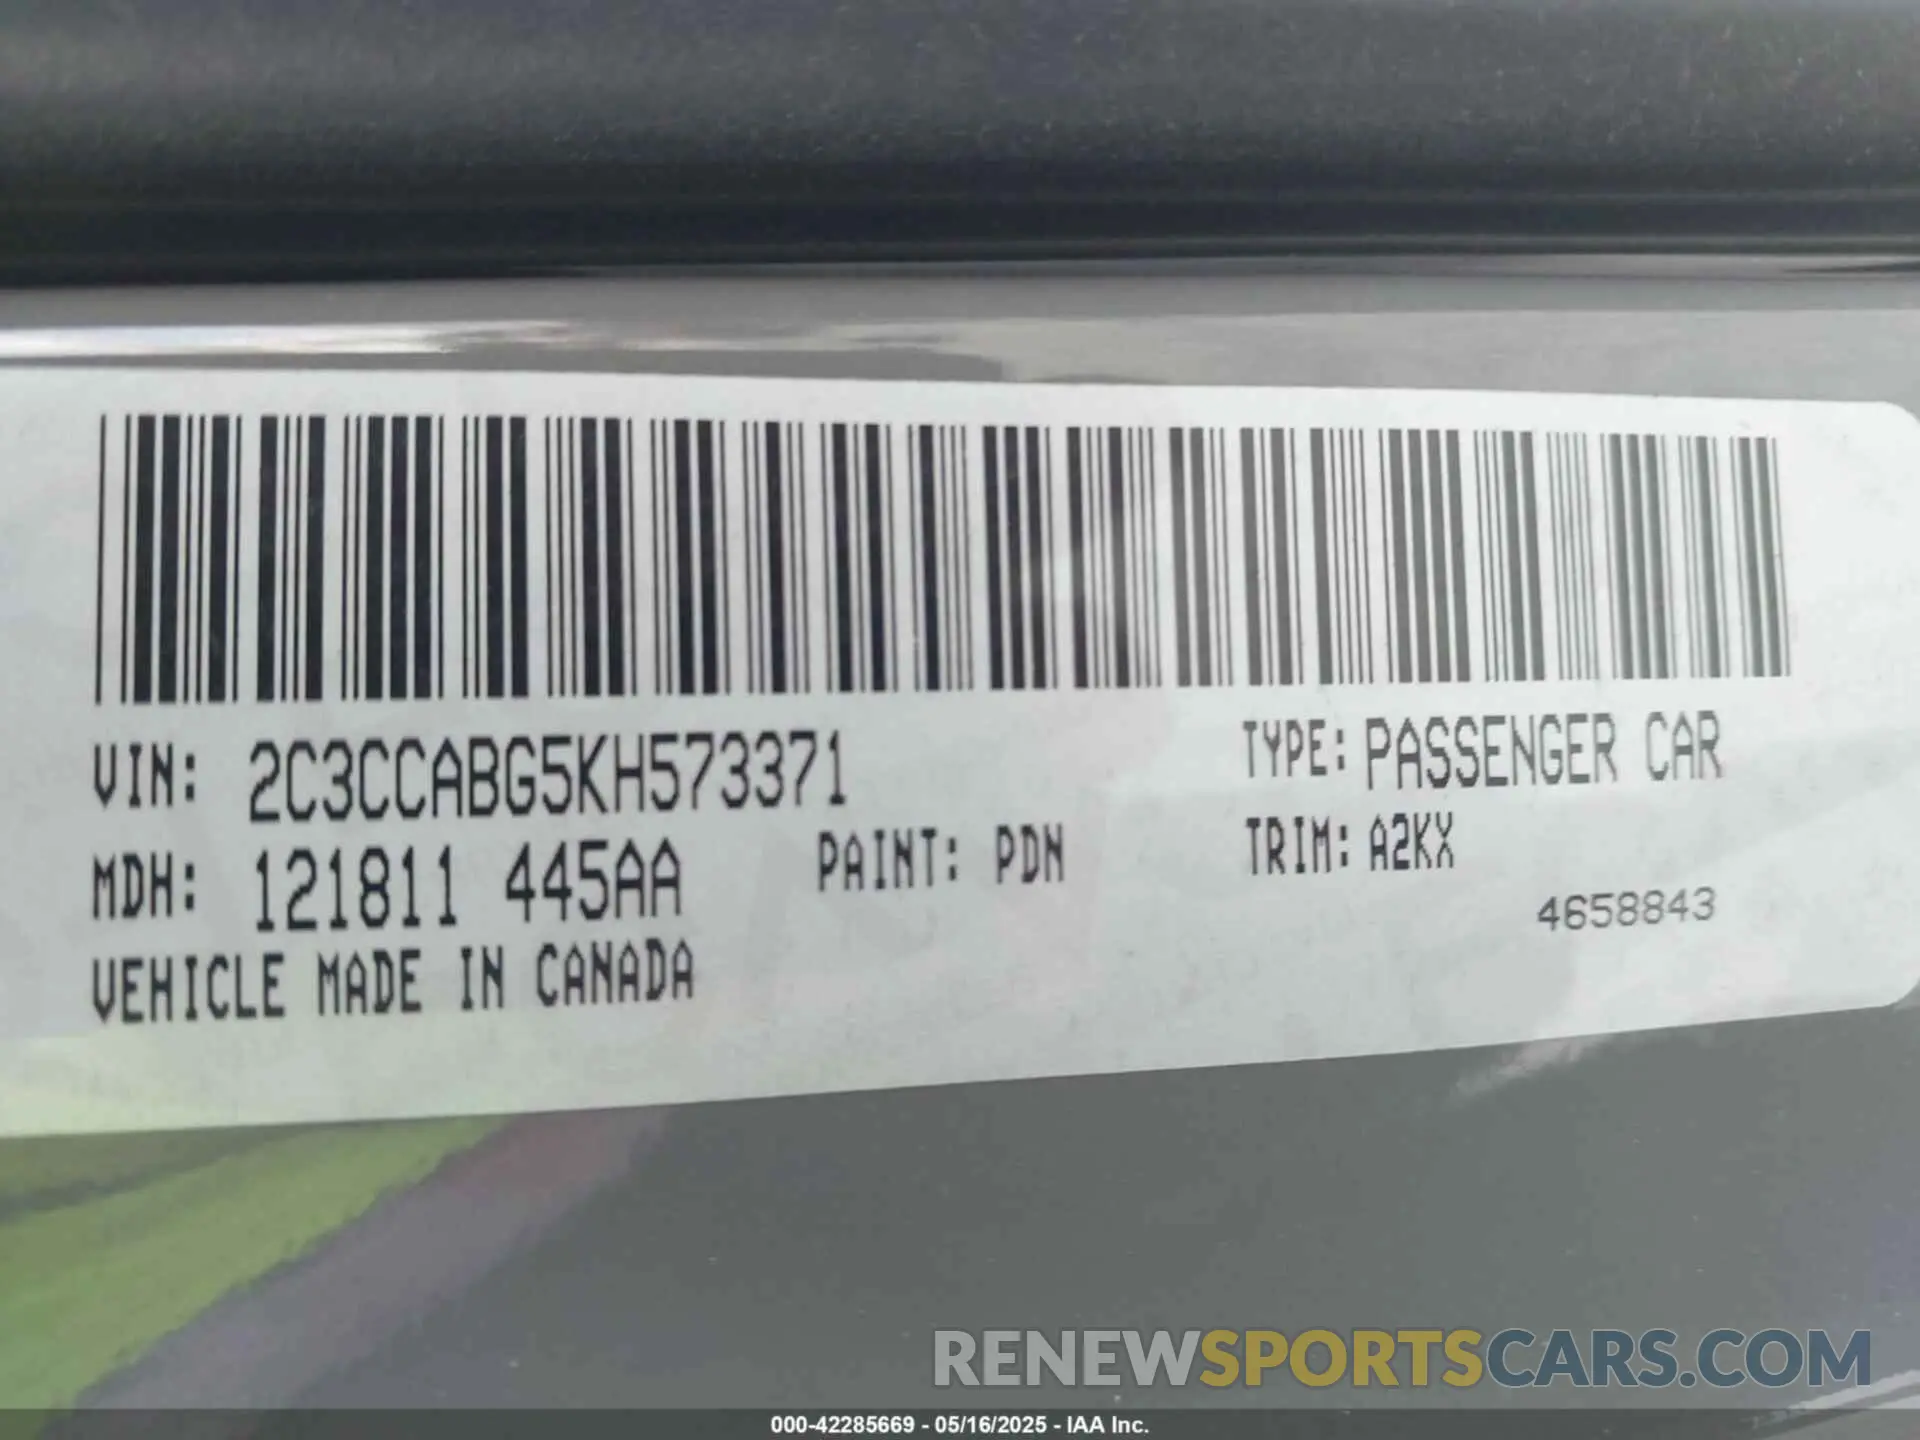 VIN: 2C3CCABG5KH573371 TYPE: PASSENGER CAR
MDH: 121811 445AA PAINT: PDN TRIM: A2KX
4658843
VEHICLE MADE IN CANADA
RENEWSPORTSCARS.COM
000-42285669 - 05/16/2025 - IAA Inc.